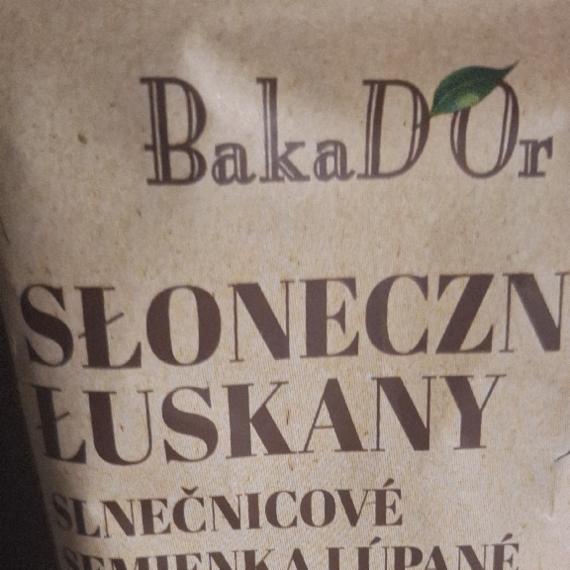 BakaD'Or
SŁONECZN
ŁUSKANY
SLNEČNICOVÉ
SEMIENKA LÚPANÉ